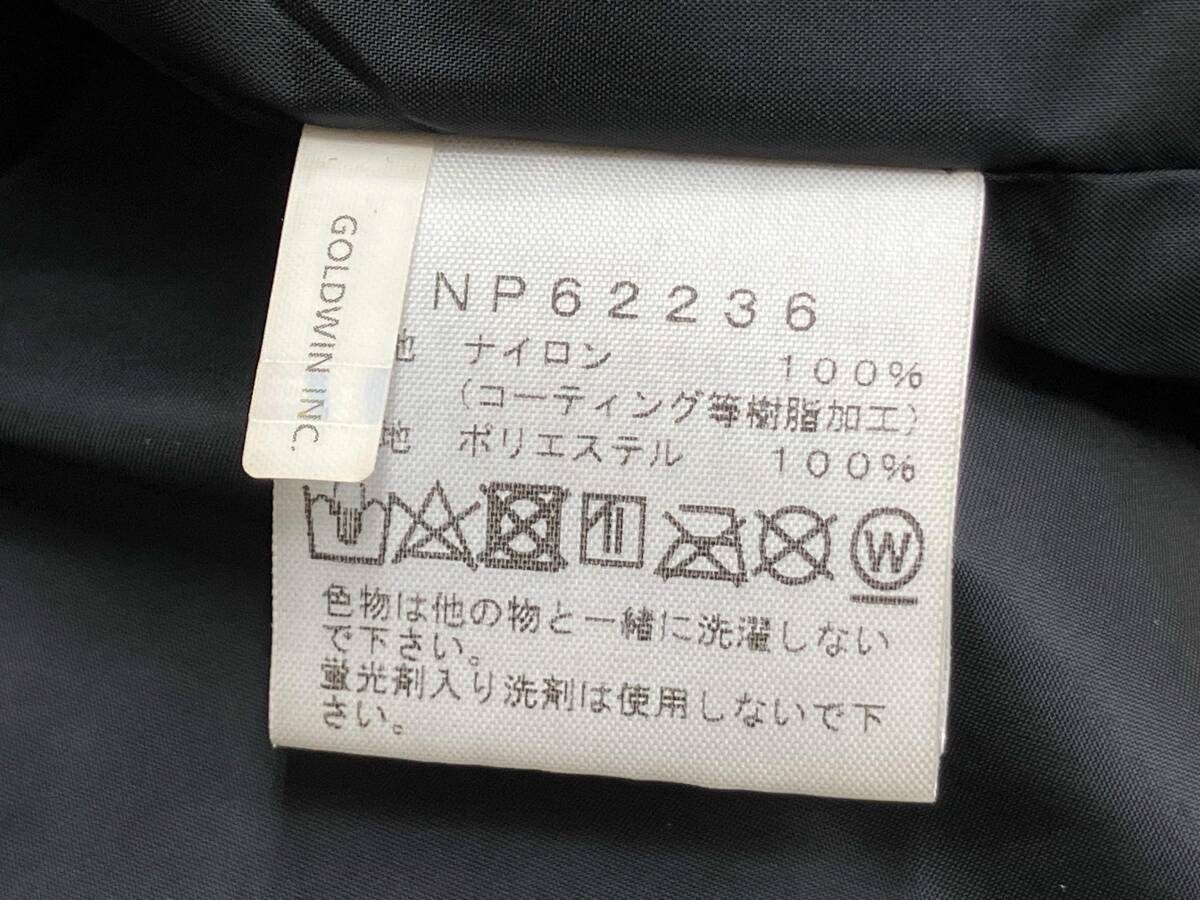 GOLDWIN INC.
NP62236
地 ナイロン 100%
(コーティング等樹脂加工)
地 ポリエステル 100%
W
色物は他の物と一緒に洗濯しない
で下さい。
蛍光剤入り洗剤は使用しないで下
さい。